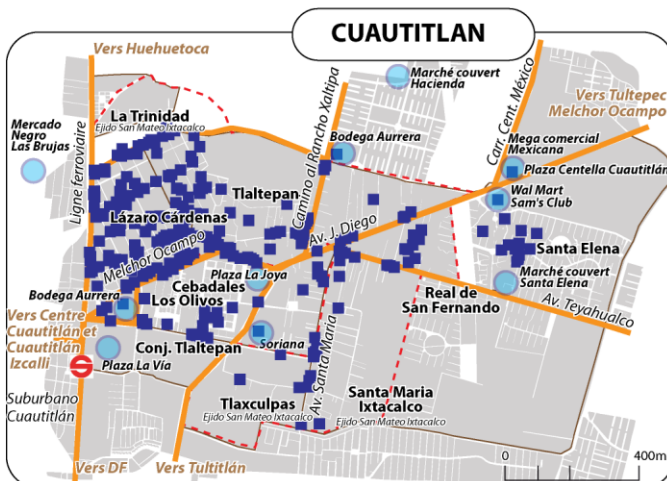 CUAUTITLAN
Vers Huehuetoca
Marché couvert
Hacienda
Carr. Cent. México
Vers Tultepec
Melchor Ocampo
La Trinidad
Ejido San Mateo Ixtacalco
Mercado
Negro
Las Brujas
Ligne ferroviaire
Camino al Rancho Xaltipa
Bodega Aurrera
Mega comercial
Mexicana
Plaza Centella Cuautitlán
Tlaltepan
Wal Mart
Sam's Club
Lázaro Cárdenas
Av. J. Diego
Melchor Ocampo
Santa Elena
Plaza La Joya
Marché couvert
Santa Elena
Cebadales
Los Olivos
Bodega Aurrera
Real de
San Fernando
Av. Teyahualco
Vers Centre
Cuautitlán et
Cuautitlán
Izcalli
Conj. Tlaltepan
Soriana
Plaza La Vía
Av. Santa Maria
S
Suburbano
Cuautitlán
Tlaxculpas
Ejido San Mateo Ixtacalco
Santa Maria
Ixtacalco
Ejido San Mateo Ixtacalco
Vers DF
Vers Tultitlán
0
400m